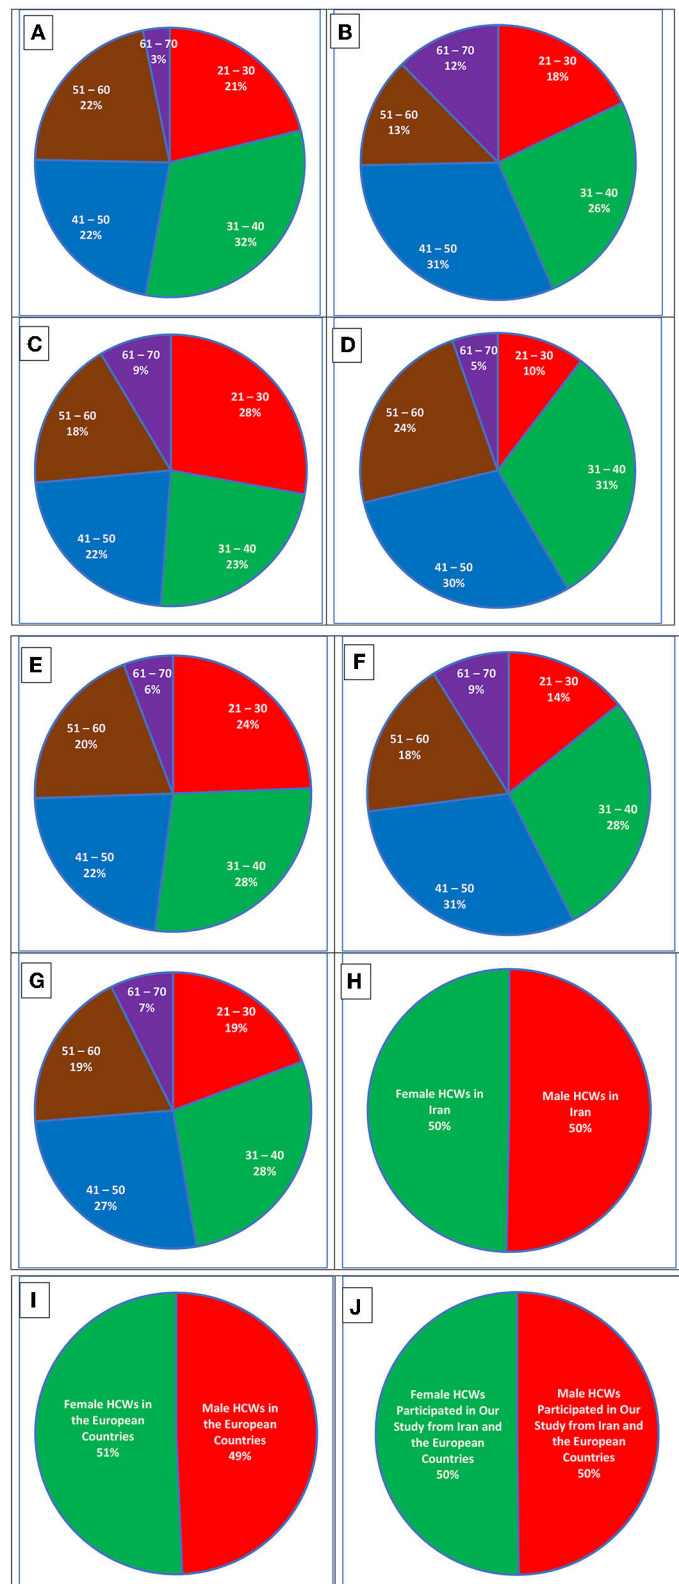 A
61 – 70
3%
21 – 30
21%
51 – 60
22%
41 – 50
22%
31 – 40
32%
B
61 – 70
12%
21 – 30
18%
51 – 60
13%
31 – 40
26%
41 – 50
31%
C
61 – 70
9%
21 – 30
28%
51 – 60
18%
41 – 50
22%
31 – 40
23%
D
61 – 70
5%
21 – 30
10%
51 – 60
24%
31 – 40
31%
41 – 50
30%
E
61 – 70
6%
21 – 30
24%
51 – 60
20%
41 – 50
22%
31 – 40
28%
F
61 – 70
9%
21 – 30
14%
51 – 60
18%
31 – 40
28%
41 – 50
31%
G
61 – 70
7%
21 – 30
19%
51 – 60
19%
31 – 40
28%
41 – 50
27%
H
Female HCWs in
Iran
50%
Male HCWs in
Iran
50%
I
Female HCWs in
the European
Countries
51%
Male HCWs in
the European
Countries
49%
J
Female HCWs
Participated in Our
Study from Iran and
the European
Countries
50%
Male HCWs
Participated in Our
Study from Iran and
the European
Countries
50%